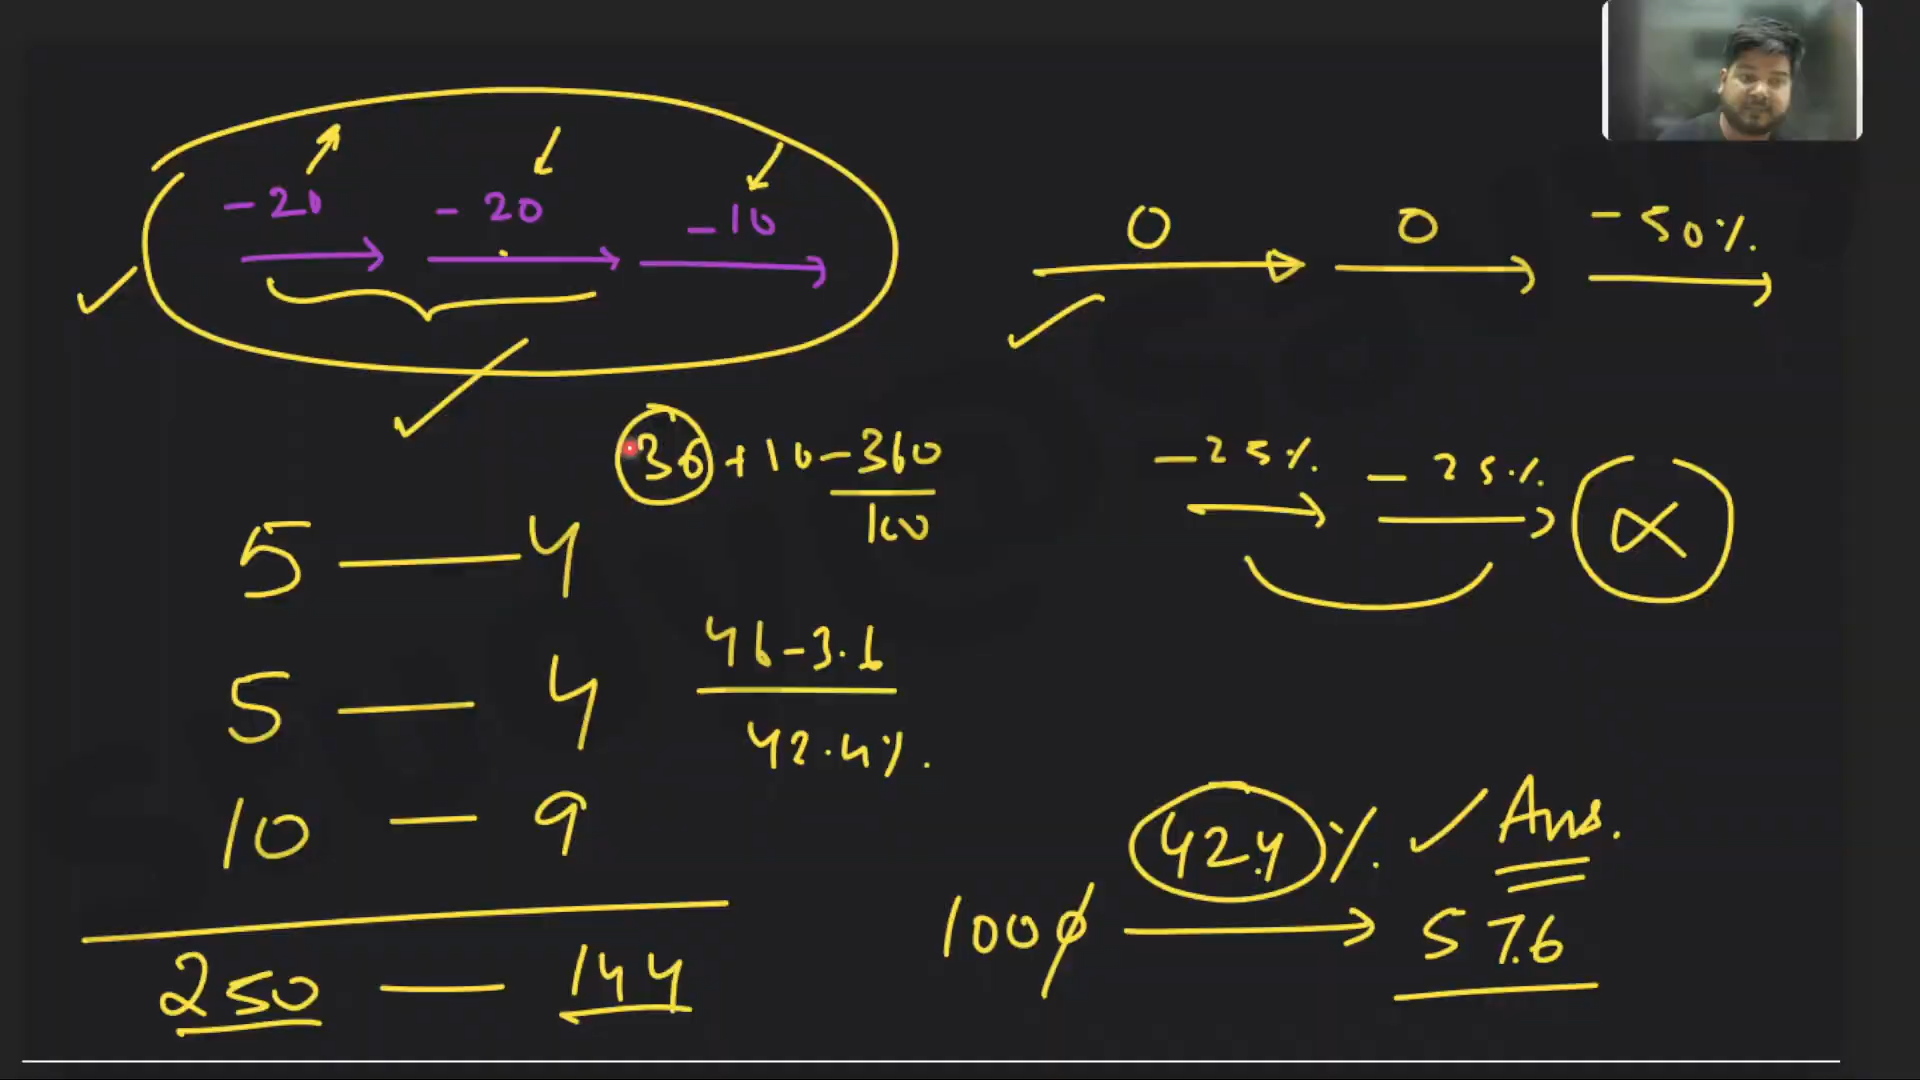 -20 -20 -10
0 0 -50%.
36 + 10 - 360
100
-25%. -25%. ∝
5 — 4
46 - 3.6
5 — 4
42.4%.
10 — 9
42.4%. Ans.
1000 57.6
250 — 144